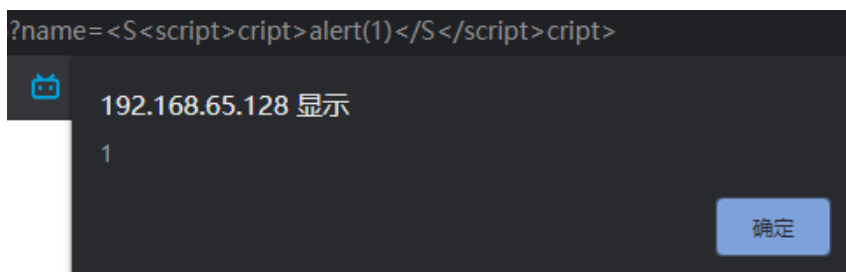 ?name=<S<script>cript>alert(1)</S</script>cript>
192.168.65.128 显示
1
确定